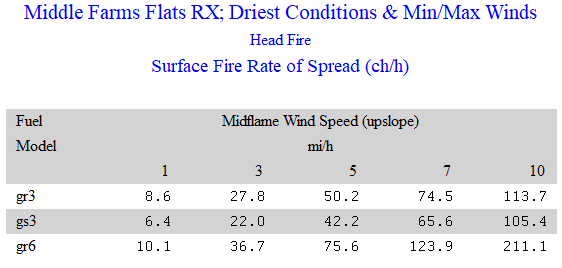 Middle Farms Flats RX; Driest Conditions & Min/Max Winds
Head Fire
Surface Fire Rate of Spread (ch/h)
Fuel Midflame Wind Speed (upslope)
Model mi/h
1 3 5 7 10
gr3 8.6 27.8 50.2 74.5 113.7
gs3 6.4 22.0 42.2 65.6 105.4
gr6 10.1 36.7 75.6 123.9 211.1